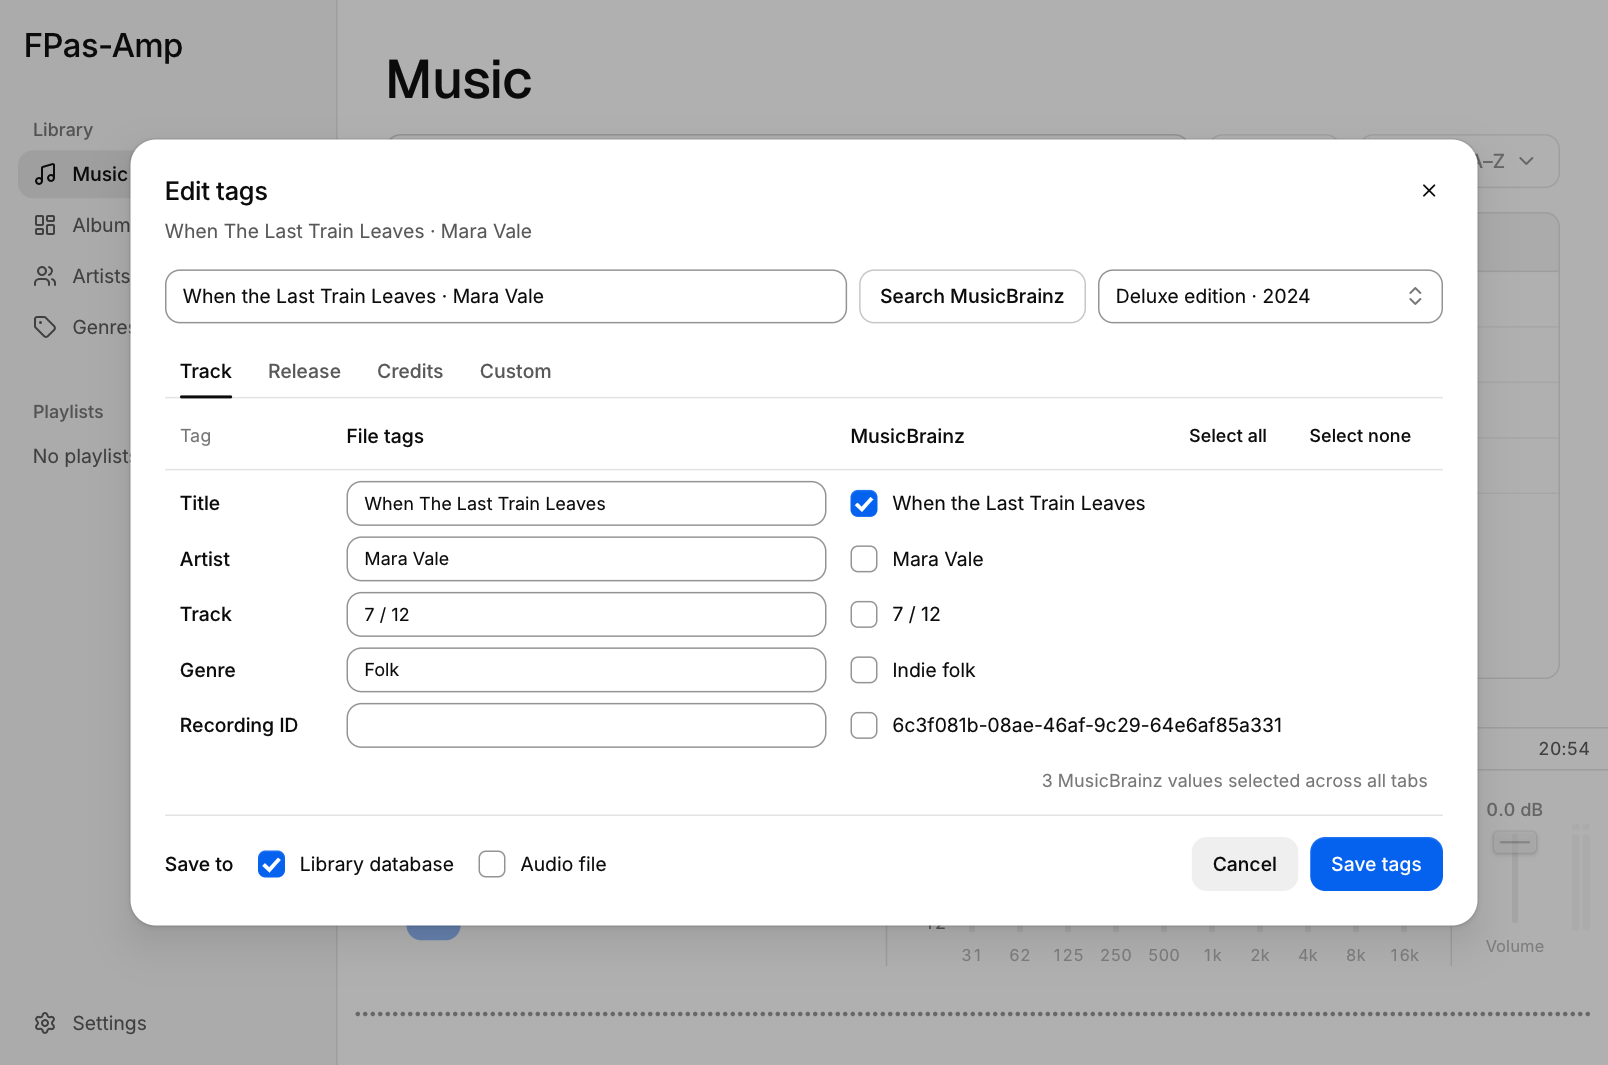 FPas-Amp
Library
Music
Album
Artists
Genres
Playlists
No playlists
Settings
Music
A–Z
Edit tags
When The Last Train Leaves · Mara Vale
When the Last Train Leaves · Mara Vale
Search MusicBrainz
Deluxe edition · 2024
Track Release Credits Custom
Tag File tags MusicBrainz Select all Select none
Title When The Last Train Leaves When the Last Train Leaves
Artist Mara Vale Mara Vale
Track 7 / 12 7 / 12
Genre Folk Indie folk
Recording ID 6c3f081b-08ae-46af-9c29-64e6af85a331
3 MusicBrainz values selected across all tabs
Save to Library database Audio file Cancel Save tags
20:54
0.0 dB
31 62 125 250 500 1k 2k 4k 8k 16k
Volume